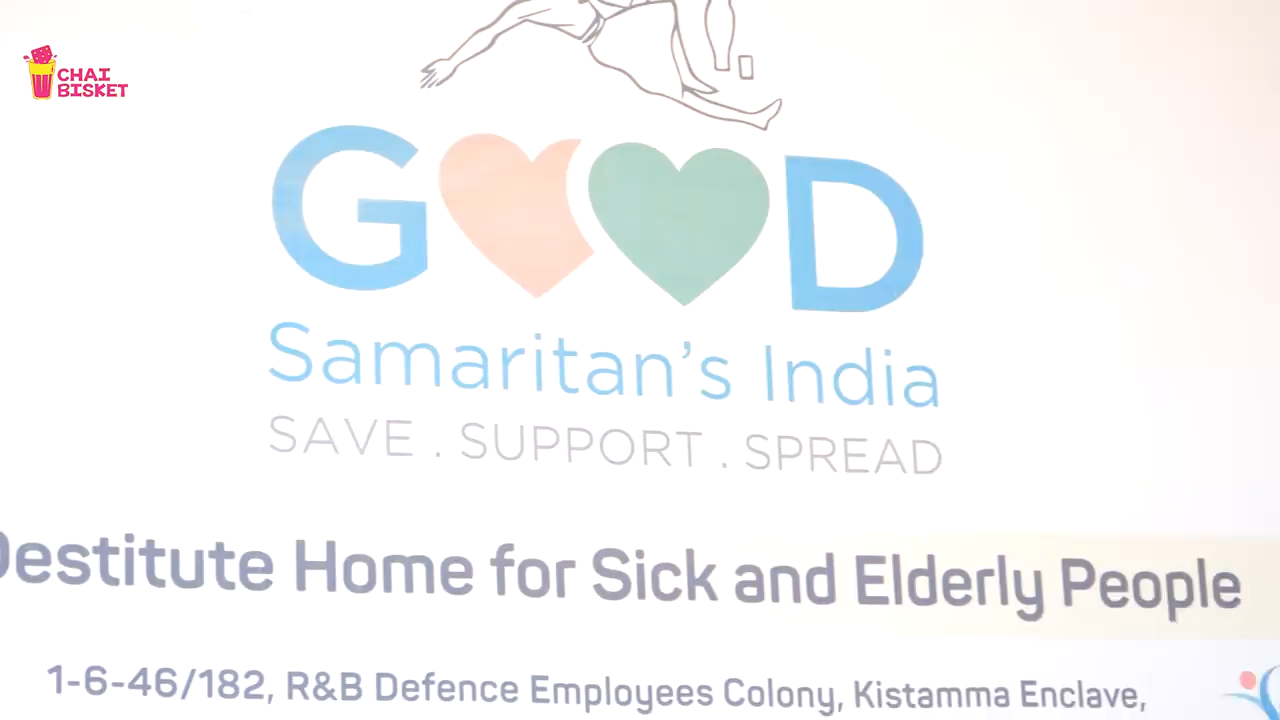 CHAI
BISKET
GOOD
Samaritan's India
SAVE . SUPPORT . SPREAD
Destitute Home for Sick and Elderly People
1-6-46/182, R&B Defence Employees Colony, Kistamma Enclave,